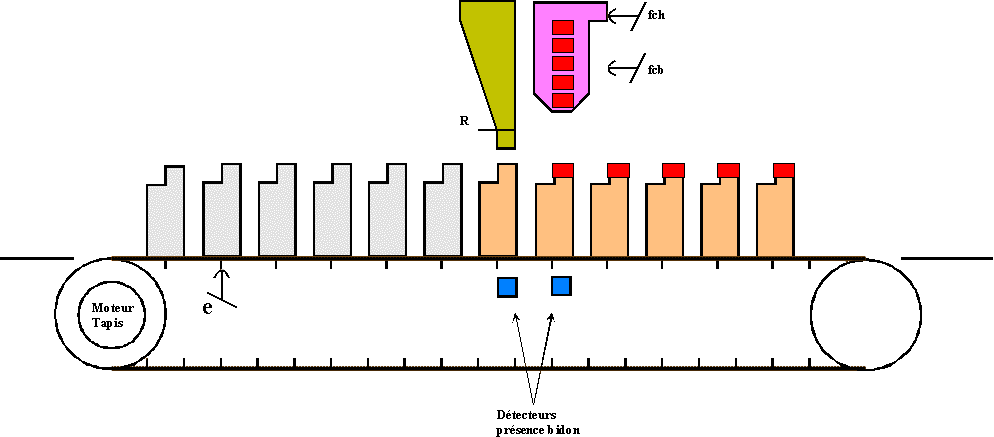 fch
fcb
R
e
Moteur
Tapis
Détecteurs
présence bidon